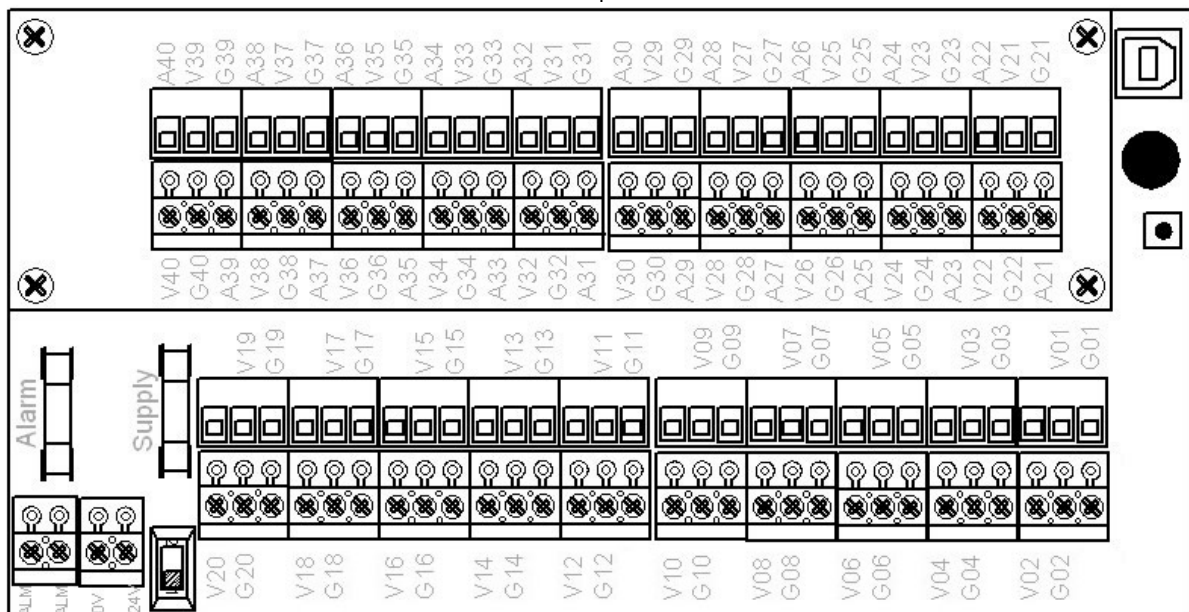 A40 V39 G39 A38 V37 G37 A36 V35 G35 A34 V33 G33 A32 V31 G31 A30 V29 G29 A28 V27 G27 A26 V25 G25 A24 V23 G23 A22 V21 G21
V40 G40 A39 V38 G38 A37 V36 G36 A35 V34 G34 A33 V32 G32 A31 V30 G30 A29 V28 G28 A27 V26 G26 A25 V24 G24 A23 V22 G22 A21
V19 G19 V17 G17 V15 G15 V13 G13 V11 G11 V09 G09 V07 G07 V05 G05 V03 G03 V01 G01
Alarm
Supply
V20 G20 V18 G18 V16 G16 V14 G14 V12 G12 V10 G10 V08 G08 V06 G06 V04 G04 V02 G02
ALM ALM 0V 24V